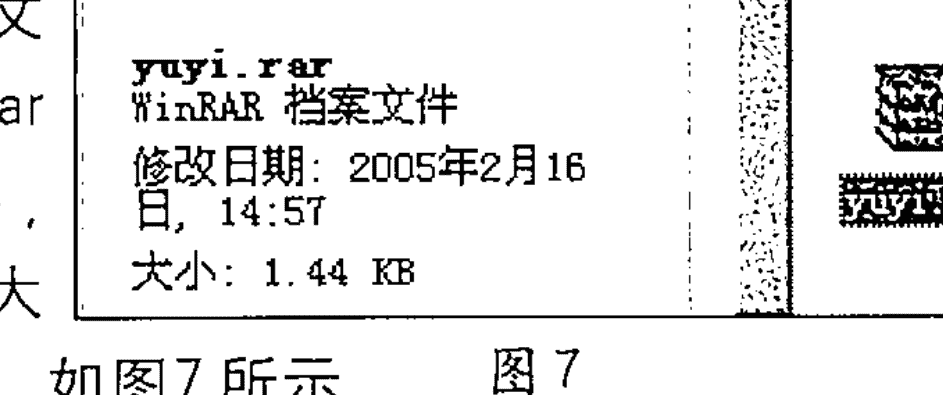 文
ar
,
大
yuyi.rar
WinRAR 档案文件
修改日期: 2005年2月16
日, 14:57
大小: 1.44 KB
yuyi
如图7所示
图 7